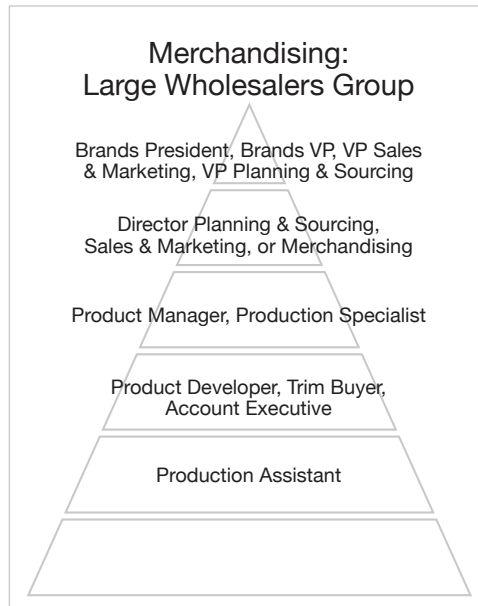 Merchandising:
Large Wholesalers Group
Brands President, Brands VP, VP Sales
& Marketing, VP Planning & Sourcing
Director Planning & Sourcing,
Sales & Marketing, or Merchandising
Product Manager, Production Specialist
Product Developer, Trim Buyer,
Account Executive
Production Assistant